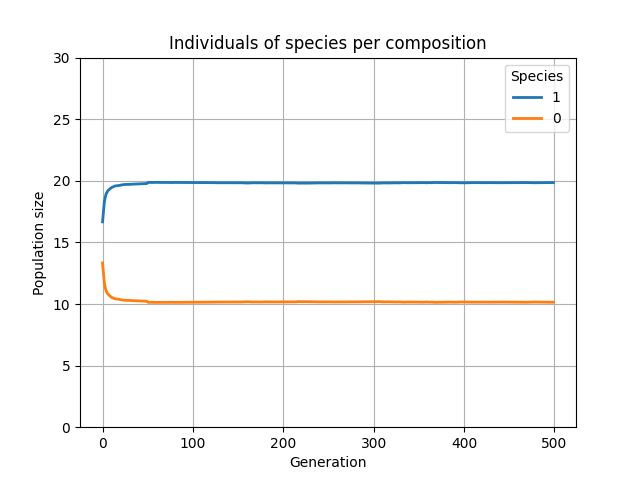 Individuals of species per composition
Species
1
0
Population size
30
25
20
15
10
5
0
0 100 200 300 400 500
Generation